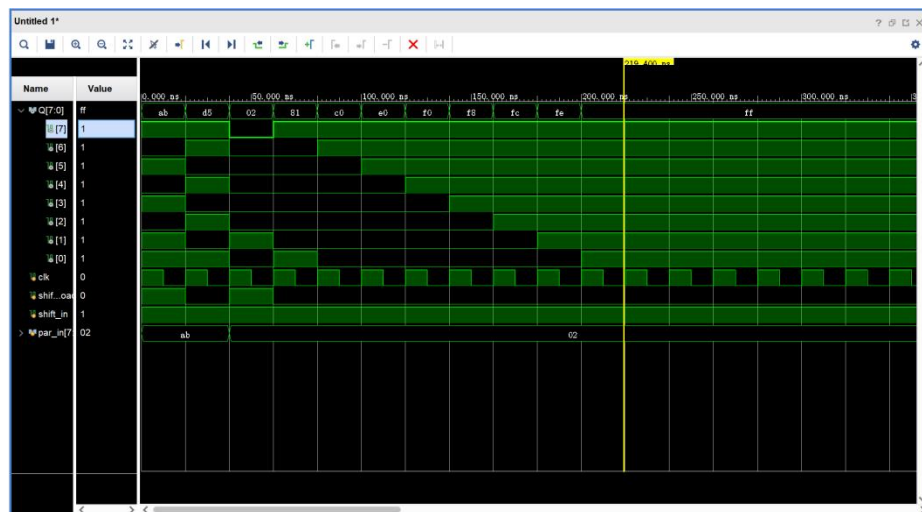 Untitled 1*
219.400 ns
Name Value
0.000 ns 50.000 ns 100.000 ns 150.000 ns 200.000 ns 250.000 ns 300.000 ns
Q[7:0] ff ab d5 02 81 c0 e0 f0 f8 fc fe ff
[7] 1
[6] 1
[5] 1
[4] 1
[3] 1
[2] 1
[1] 1
[0] 1
clk 0
shif...oad 0
shift_in 1
par_in[7 02 ab 02